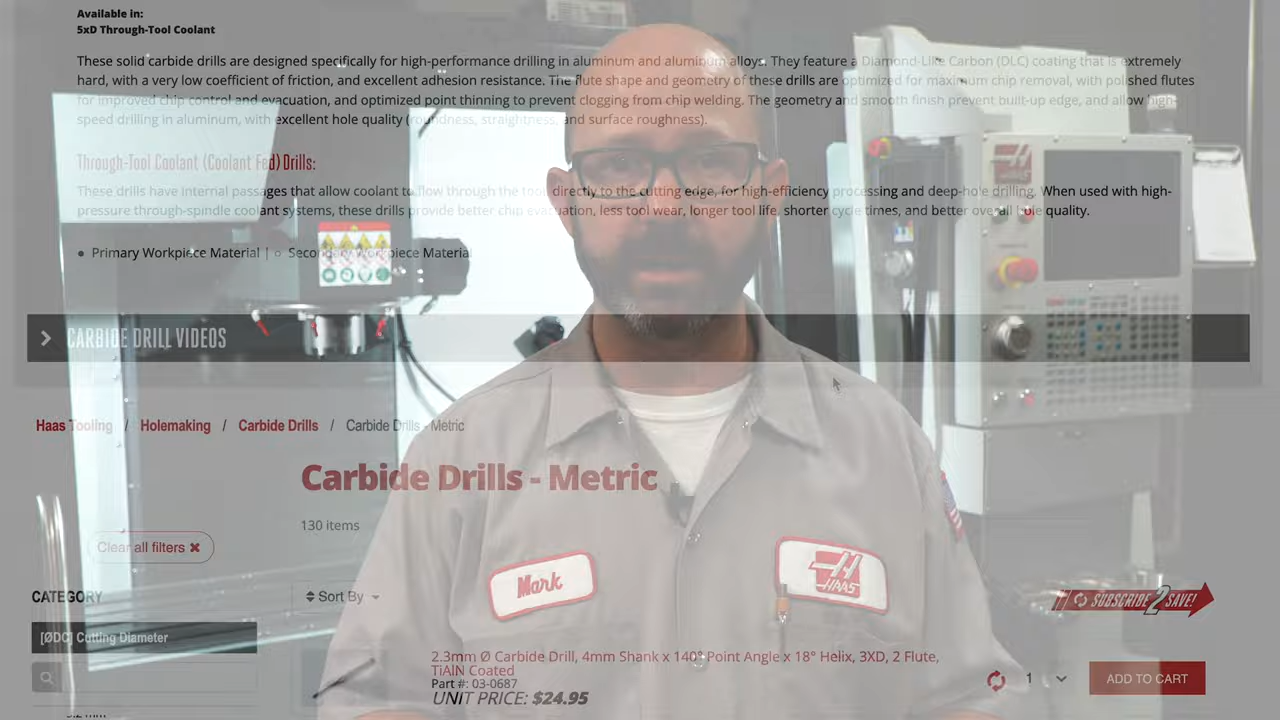 Available in:
5xD Through-Tool Coolant
These solid carbide drills are designed specifically for high-performance drilling in aluminum and aluminum alloys. They feature a Diamond-Like Carbon (DLC) coating that is extremely
hard, with a very low coefficient of friction, and excellent adhesion resistance. The flute shape and geometry of these drills are optimized for maximum chip removal, with polished flutes
for improved chip control and evacuation, and optimized point thinning to prevent clogging from chip welding. The geometry and smooth finish prevent built-up edge, and allow high-
speed drilling in aluminum, with excellent hole quality (roundness, straightness, and surface roughness).
Through-Tool Coolant (Coolant Fed) Drills:
These drills have internal passages that allow coolant to flow through the tool directly to the cutting edge, for high-efficiency processing and deep-hole drilling. When used with high-
pressure through-spindle coolant systems, these drills provide better chip evacuation, less tool wear, longer tool life, shorter cycle times, and better overall hole quality.
● Primary Workpiece Material | ○ Secondary Workpiece Material
CARBIDE DRILL VIDEOS
Haas Tooling / Holemaking / Carbide Drills / Carbide Drills - Metric
Carbide Drills - Metric
130 items
Clear all filters ✖
CATEGORY
Sort By
[ØDC] Cutting Diameter
Mark
HAAS
SUBSCRIBE 2 SAVE!
2.3mm Ø Carbide Drill, 4mm Shank x 140° Point Angle x 18° Helix, 3XD, 2 Flute,
TiAlN Coated
Part #: 03-0687
UNIT PRICE: $24.95
1
ADD TO CART